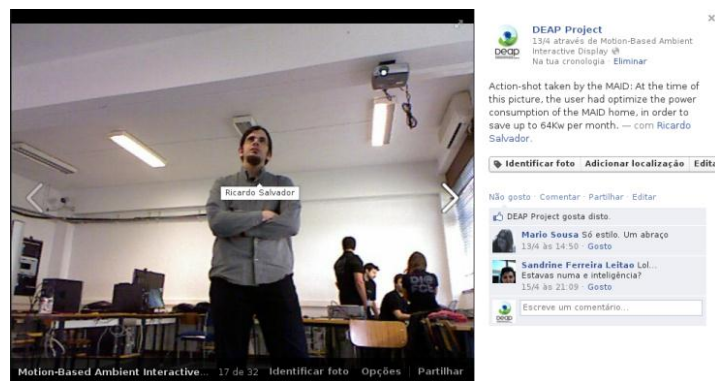 Ricardo Salvador
Motion-Based Ambient Interactive... 17 de 32 Identificar foto Opções Partilhar
deap
DEAP Project
13/4 através de Motion-Based Ambient
Interactive Display
Na tua cronologia · Eliminar
Action-shot taken by the MAID: At the time of
this picture, the user had optimize the power
consumption of the MAID home, in order to
save up to 64Kw per month. — com Ricardo
Salvador.
Identificar foto Adicionar localização Edita
Não gosto · Comentar · Partilhar · Editar
DEAP Project gosta disto.
Mario Sousa Só estilo. Um abraço
13/4 às 14:50 · Gosto
Sandrine Ferreira Leitao Lol...
Estavas numa e inteligência?
15/4 às 21:09 · Gosto
deap
Escreve um comentário...